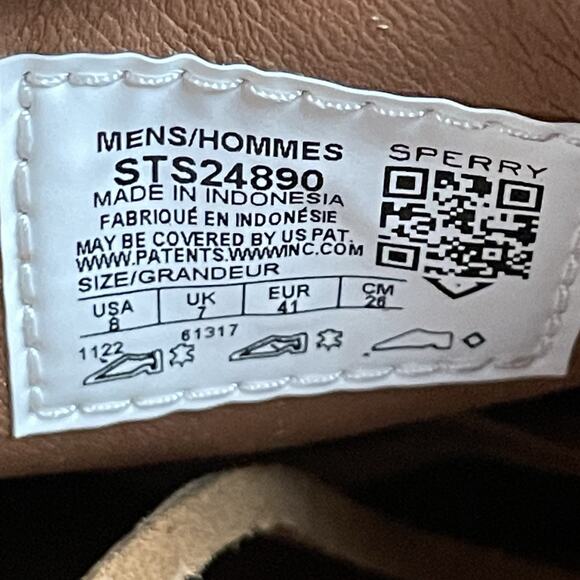 MENS/HOMMES
SPERRY
STS24890
MADE IN INDONESIA
FABRIQUÉ EN INDONÉSIE
MAY BE COVERED BY US PAT.
WWW.PATENTS.WWWINC.COM
SIZE/GRANDEUR
USA UK EUR CM
8 7 41 26
1122 61317